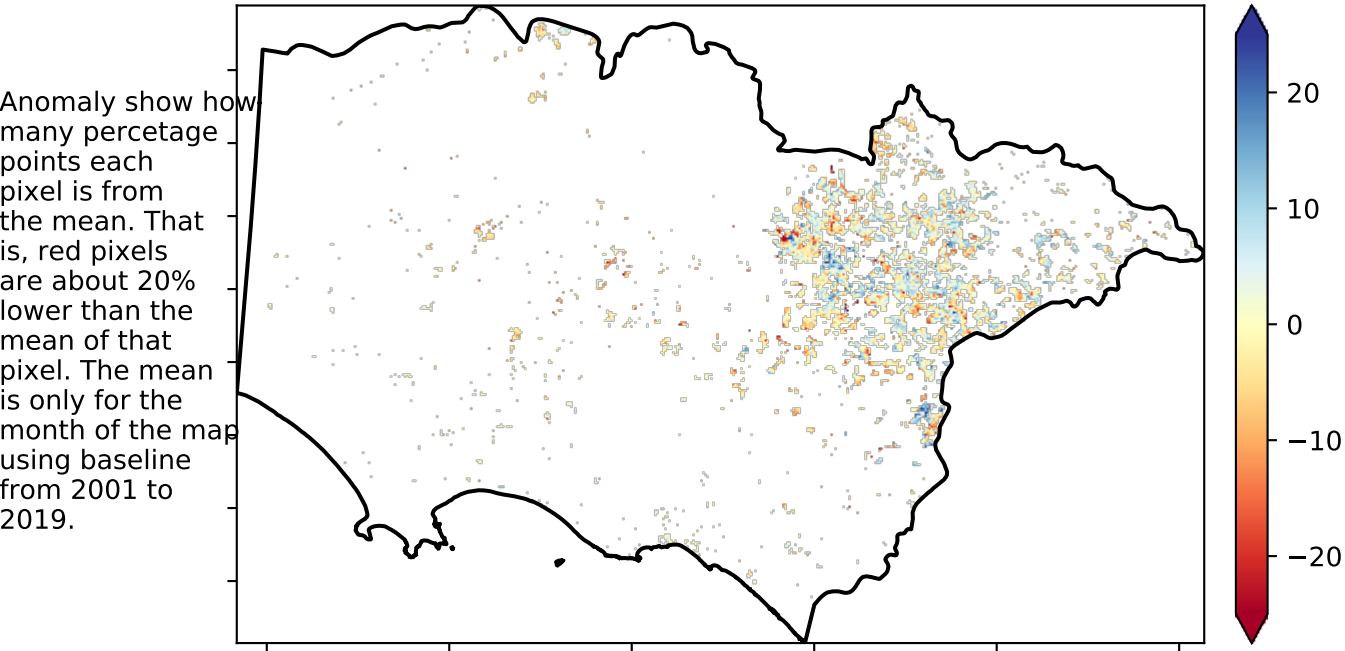 Anomaly show how
many percetage
points each
pixel is from
the mean. That
is, red pixels
are about 20%
lower than the
mean of that
pixel. The mean
is only for the
month of the map
using baseline
from 2001 to
2019.
20
10
0
−10
−20